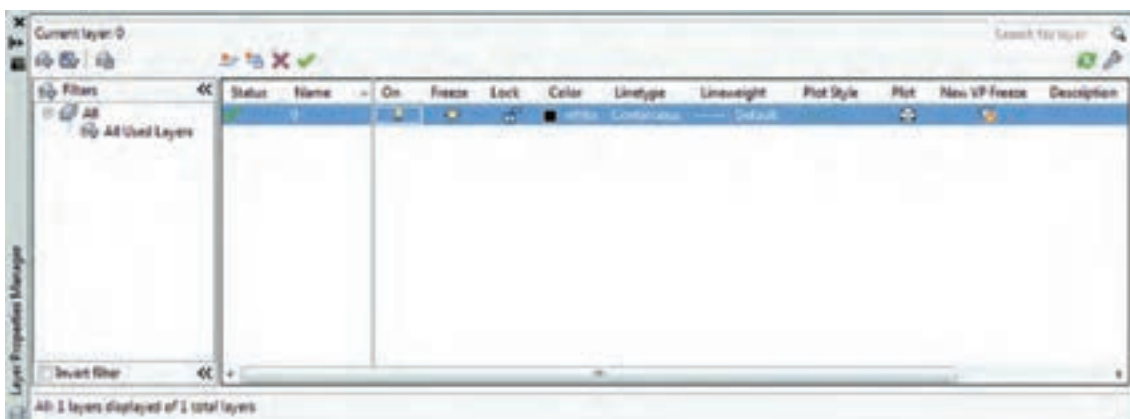 Current layer: 0
Search for layer
Filters
All
All Used Layers
Status Name On Freeze Lock Color Linetype Lineweight Plot Style Plot New VP Freeze Description
0 white Continuous Default
Invert filter
All: 1 layers displayed of 1 total layers
Layer Properties Manager